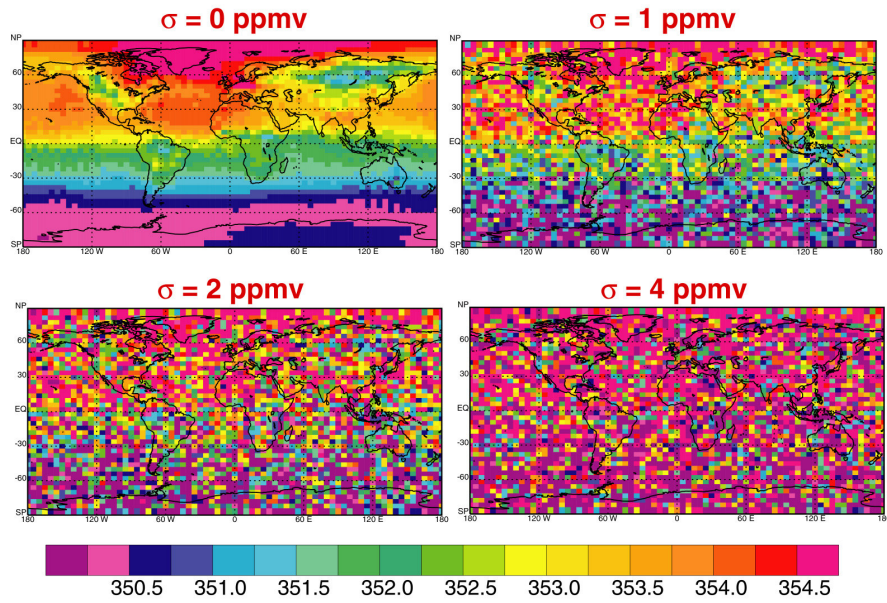 σ = 0 ppmv
σ = 1 ppmv
NP
60
30
EQ
-30
-60
SP
180
120 W
60 W
0
60 E
120 E
180
NP
60
30
EQ
-30
-60
SP
180
120 W
60 W
0
60 E
120 E
180
σ = 2 ppmv
σ = 4 ppmv
NP
60
30
EQ
-30
-60
SP
180
120 W
60 W
0
60 E
120 E
180
NP
60
30
EQ
-30
-60
SP
180
120 W
60 W
0
60 E
120 E
180
350.5 351.0 351.5 352.0 352.5 353.0 353.5 354.0 354.5